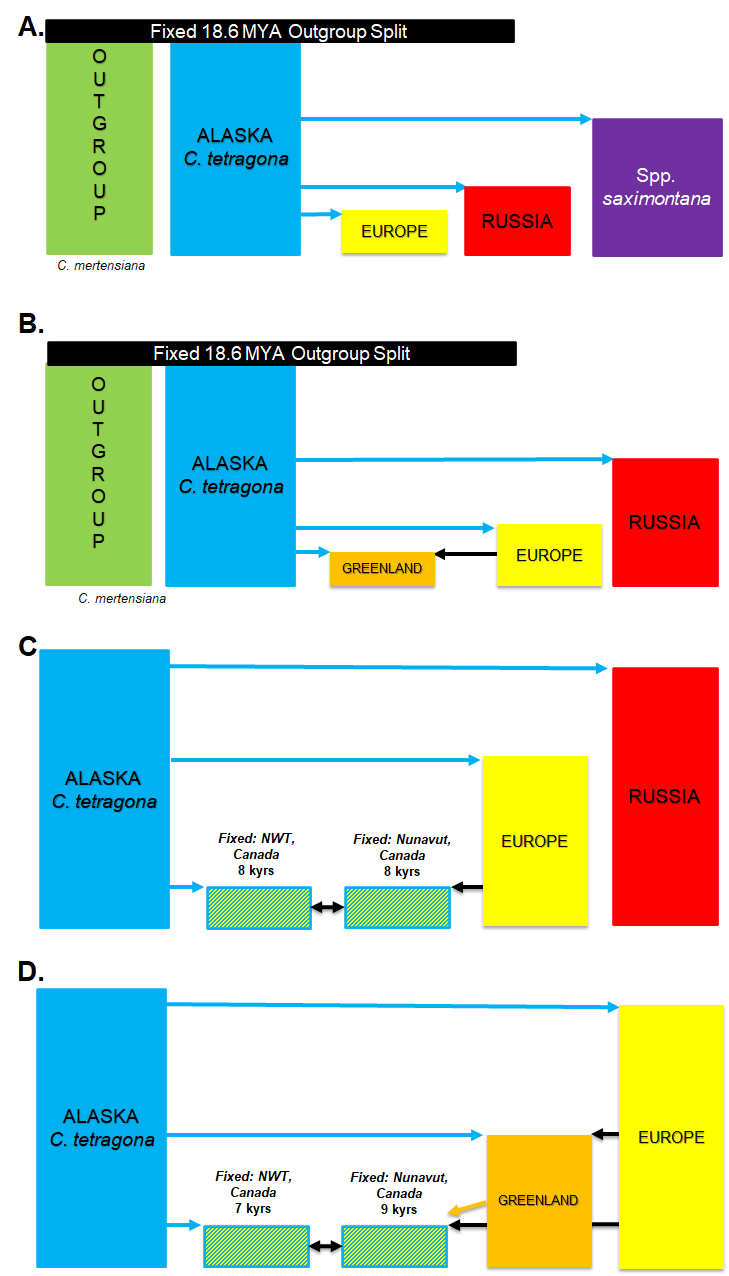 A.
Fixed 18.6 MYA Outgroup Split
OUTGROUP
ALASKA
C. tetragona
Spp.
saximontana
EUROPE
RUSSIA
C. mertensiana
B.
Fixed 18.6 MYA Outgroup Split
OUTGROUP
ALASKA
C. tetragona
RUSSIA
EUROPE
GREENLAND
C. mertensiana
C
ALASKA
C. tetragona
RUSSIA
EUROPE
Fixed: NWT,
Canada
8 kyrs
Fixed: Nunavut,
Canada
8 kyrs
D.
ALASKA
C. tetragona
EUROPE
GREENLAND
Fixed: NWT,
Canada
7 kyrs
Fixed: Nunavut,
Canada
9 kyrs